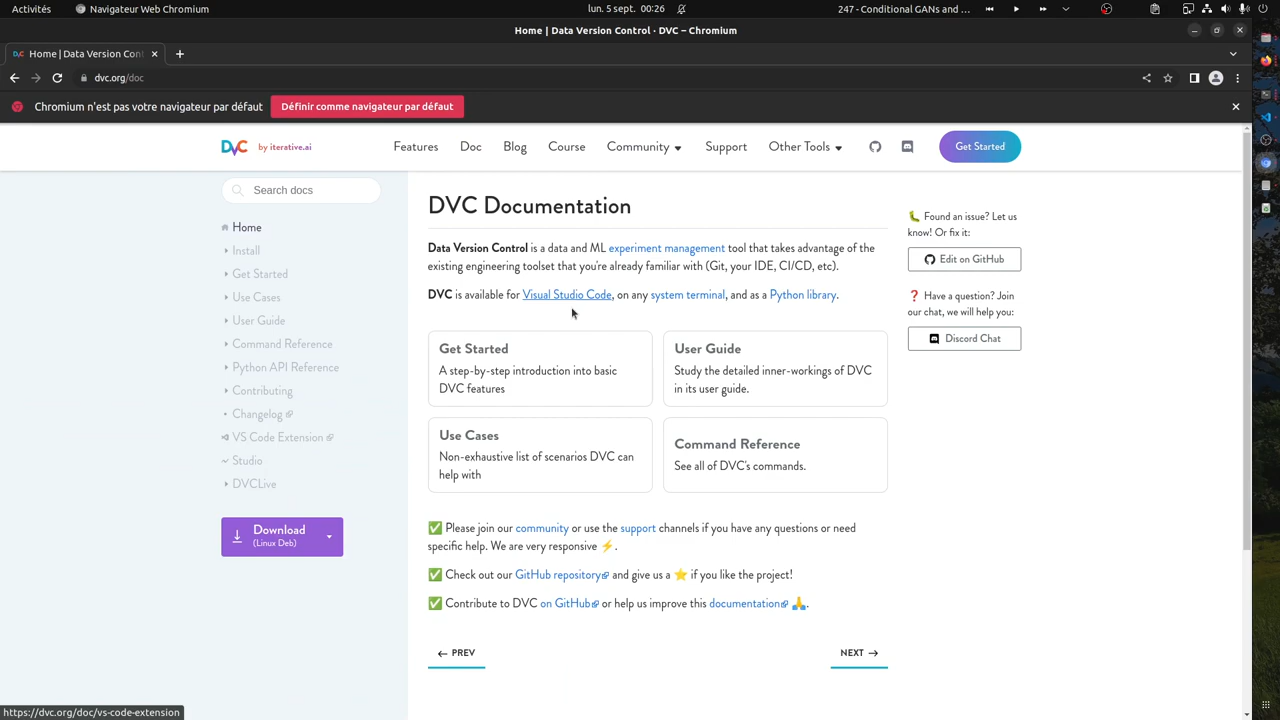 Activités
Navigateur Web Chromium
lun. 5 sept. 00:26
247 - Conditional GANs and ...
Home | Data Version Control · DVC – Chromium
Home | Data Version Cont
dvc.org/doc
Chromium n'est pas votre navigateur par défaut
Définir comme navigateur par défaut
DVC by iterative.ai
Features
Doc
Blog
Course
Community
Support
Other Tools
Get Started
Search docs
Home
Install
Get Started
Use Cases
User Guide
Command Reference
Python API Reference
Contributing
Changelog
VS Code Extension
Studio
DVCLive
Download
(Linux Deb)
DVC Documentation
Data Version Control is a data and ML experiment management tool that takes advantage of the
existing engineering toolset that you're already familiar with (Git, your IDE, CI/CD, etc).
DVC is available for Visual Studio Code, on any system terminal, and as a Python library.
Get Started
A step-by-step introduction into basic
DVC features
User Guide
Study the detailed inner-workings of DVC
in its user guide.
Use Cases
Non-exhaustive list of scenarios DVC can
help with
Command Reference
See all of DVC's commands.
✅ Please join our community or use the support channels if you have any questions or need
specific help. We are very responsive ⚡.
✅ Check out our GitHub repository and give us a ⭐ if you like the project!
✅ Contribute to DVC on GitHub or help us improve this documentation 🙏.
← PREV
NEXT →
🐛 Found an issue? Let us
know! Or fix it:
Edit on GitHub
❓ Have a question? Join
our chat, we will help you:
Discord Chat
https://dvc.org/doc/vs-code-extension